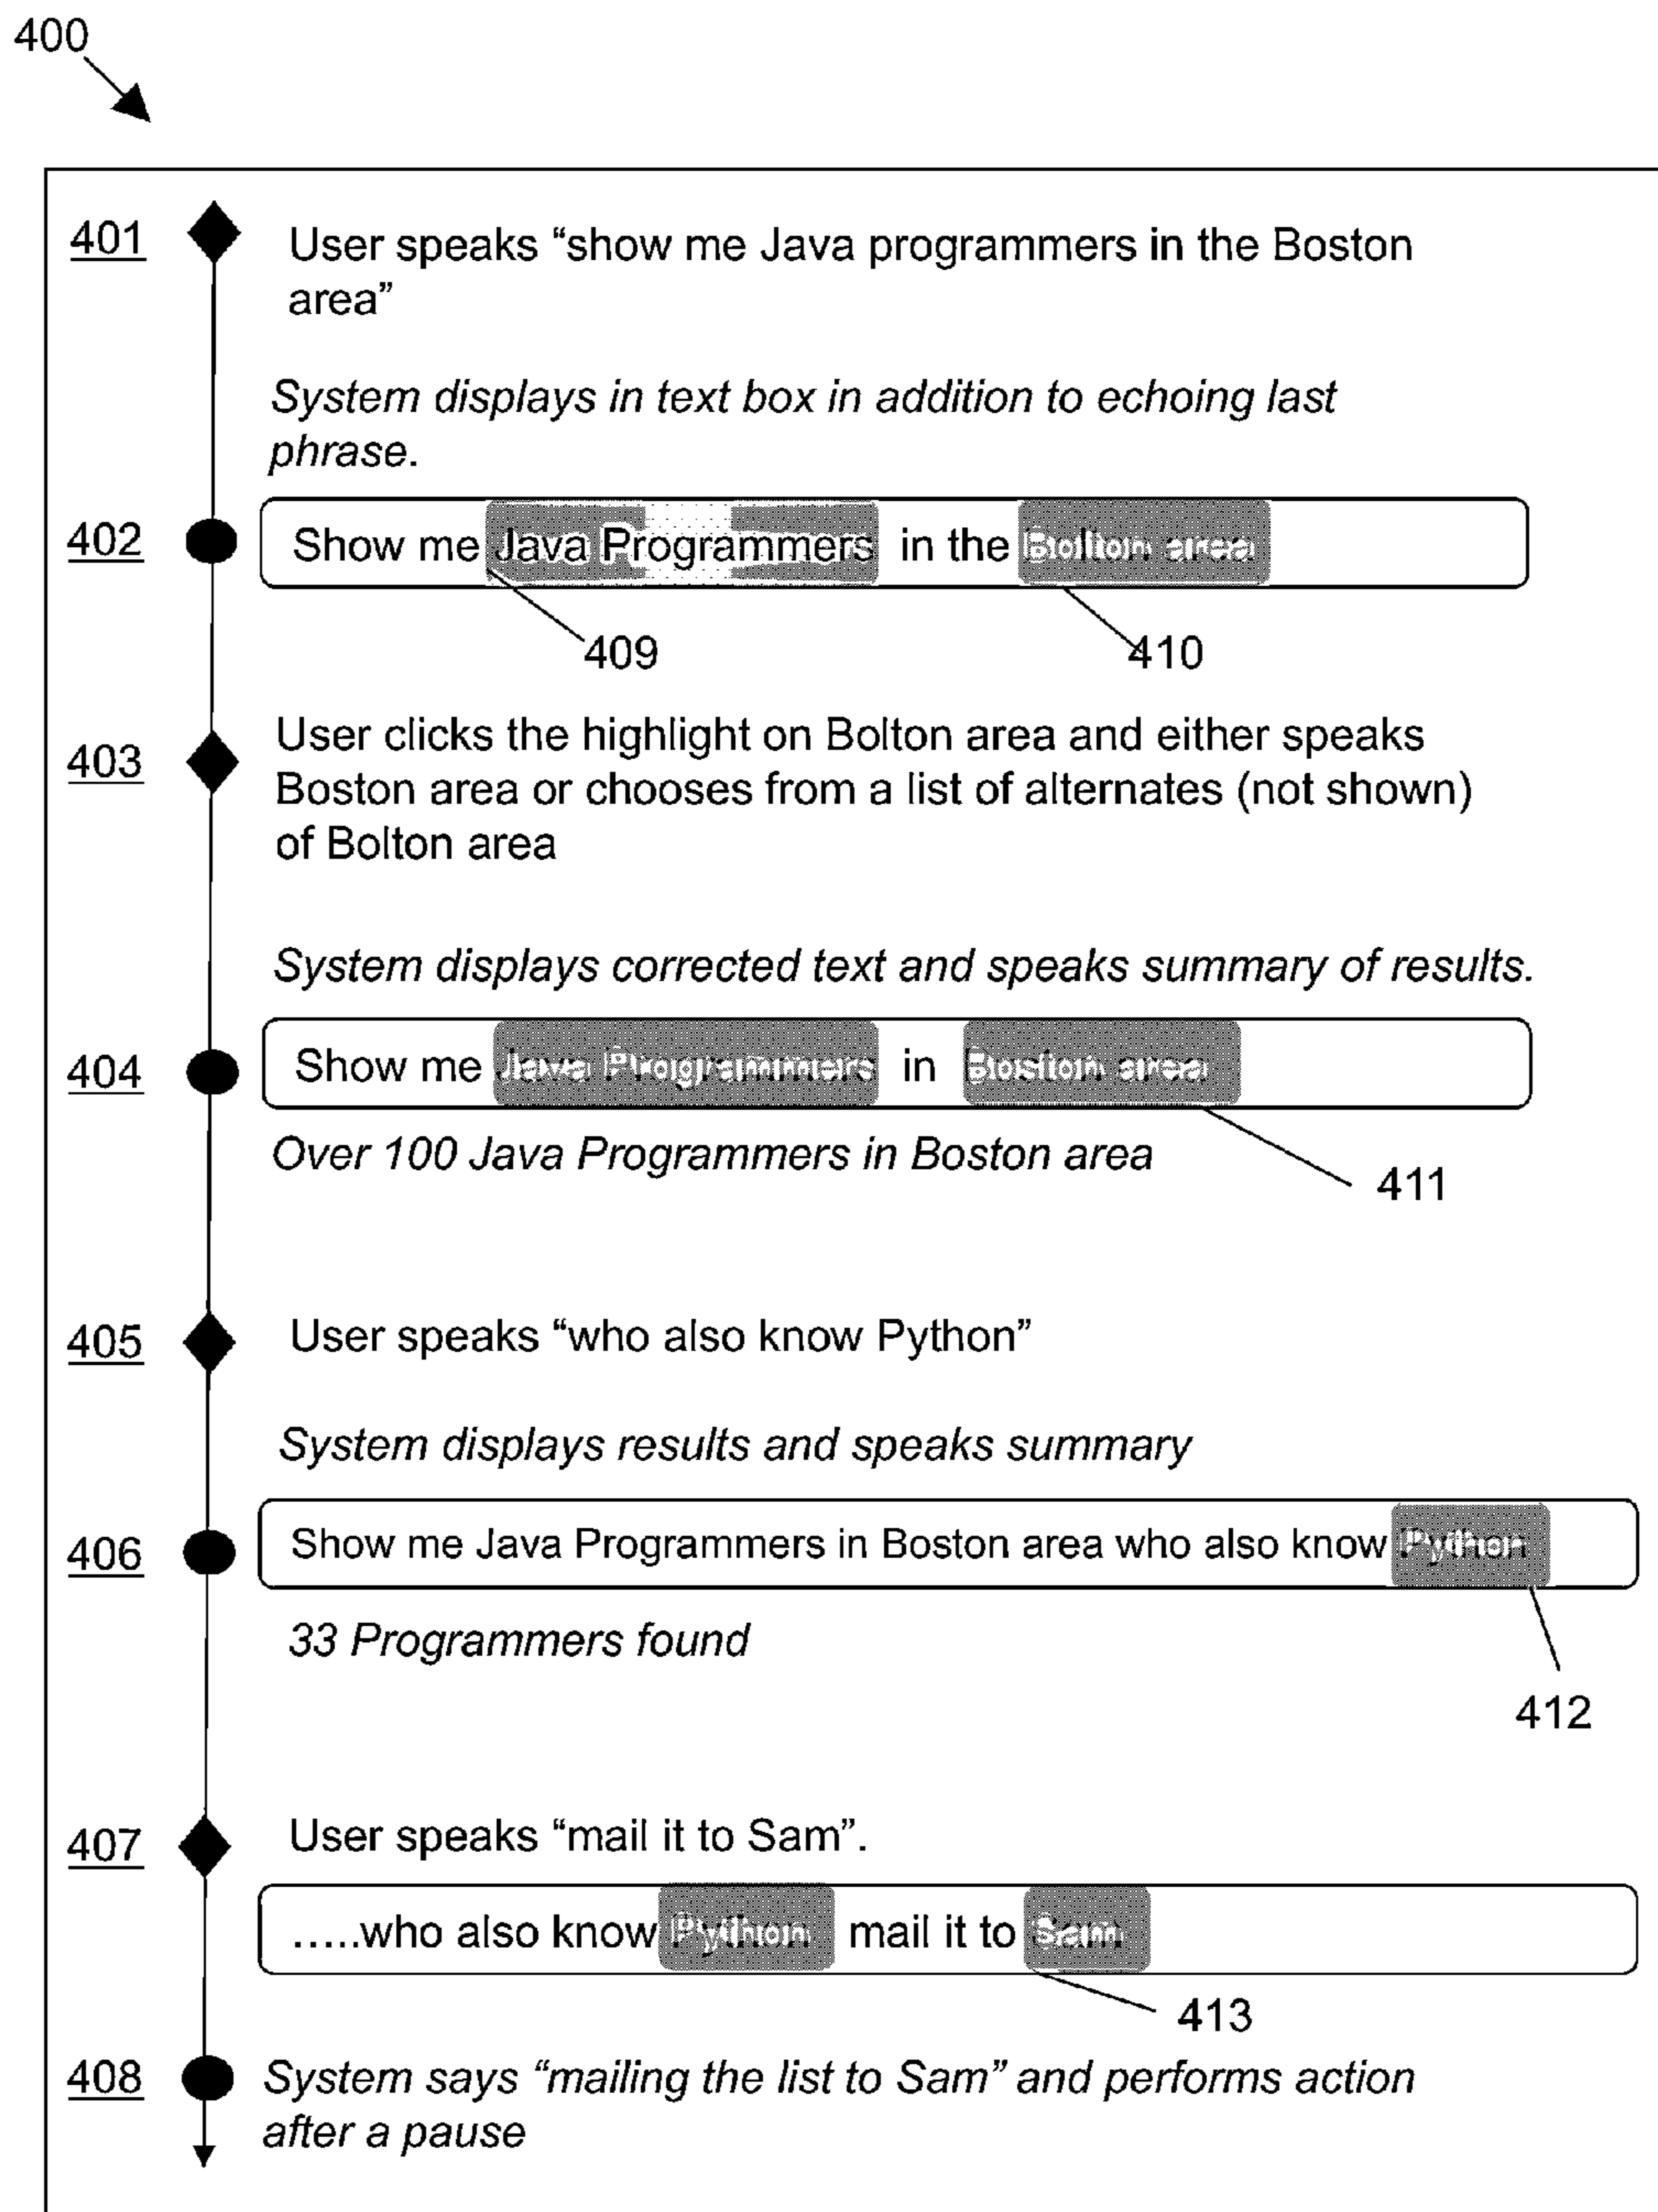 400
401 User speaks “show me Java programmers in the Boston
area”
System displays in text box in addition to echoing last
phrase.
402 Show me Java Programmers in the Bolton area
409 410
User clicks the highlight on Bolton area and either speaks
403 Boston area or chooses from a list of alternates (not shown)
of Bolton area
System displays corrected text and speaks summary of results.
404 Show me Java Programmers in Boston area
Over 100 Java Programmers in Boston area
411
405 User speaks “who also know Python”
System displays results and speaks summary
406 Show me Java Programmers in Boston area who also know Python
33 Programmers found
412
407 User speaks “mail it to Sam”.
.....who also know Python mail it to Sam
413
408 System says “mailing the list to Sam” and performs action
after a pause